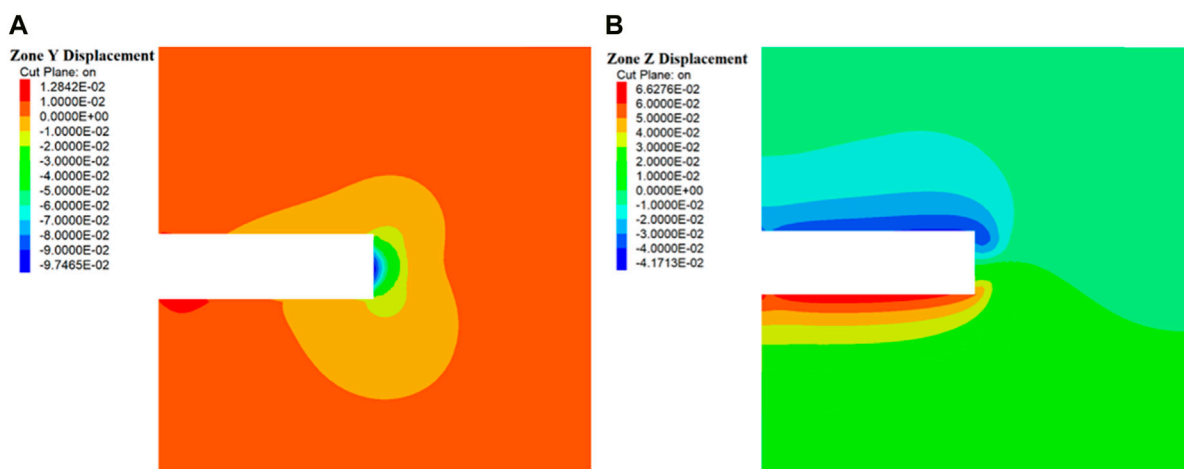 A
Zone Y Displacement
Cut Plane: on
1.2842E-02
1.0000E-02
0.0000E+00
-1.0000E-02
-2.0000E-02
-3.0000E-02
-4.0000E-02
-5.0000E-02
-6.0000E-02
-7.0000E-02
-8.0000E-02
-9.0000E-02
-9.7465E-02
B
Zone Z Displacement
Cut Plane: on
6.6276E-02
6.0000E-02
5.0000E-02
4.0000E-02
2.0000E-02
1.0000E-02
0.0000E+00
-1.0000E-02
-2.0000E-02
-3.0000E-02
-4.0000E-02
-4.1713E-02